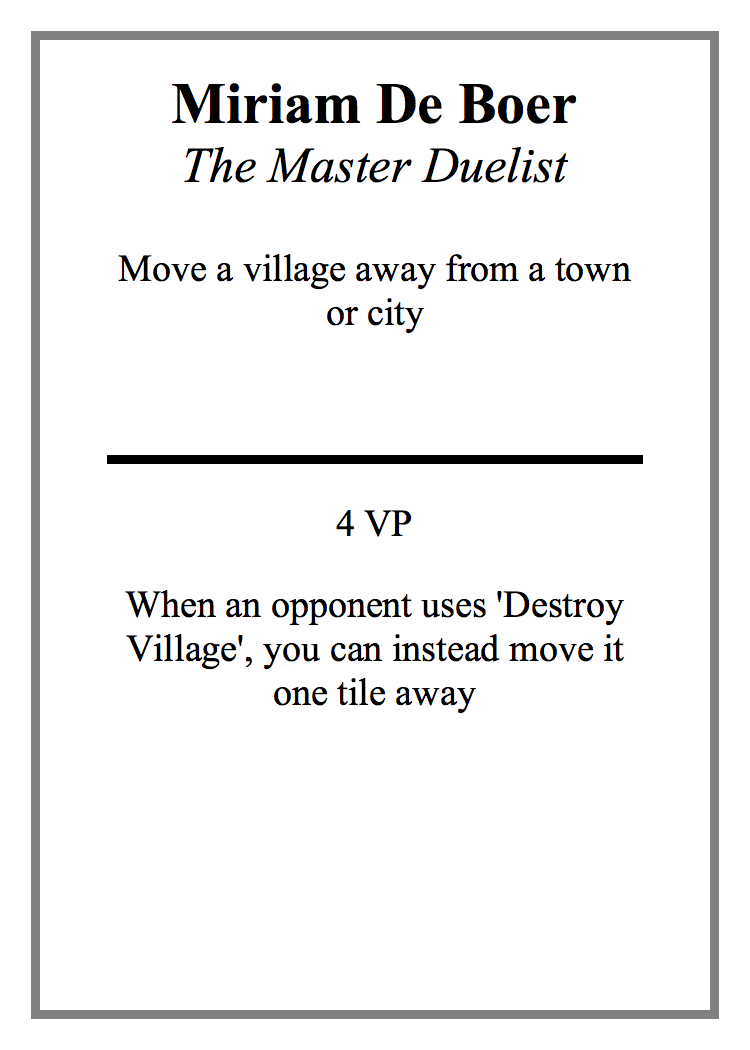 Miriam De Boer
The Master Duelist
Move a village away from a town
or city
4 VP
When an opponent uses 'Destroy
Village', you can instead move it
one tile away